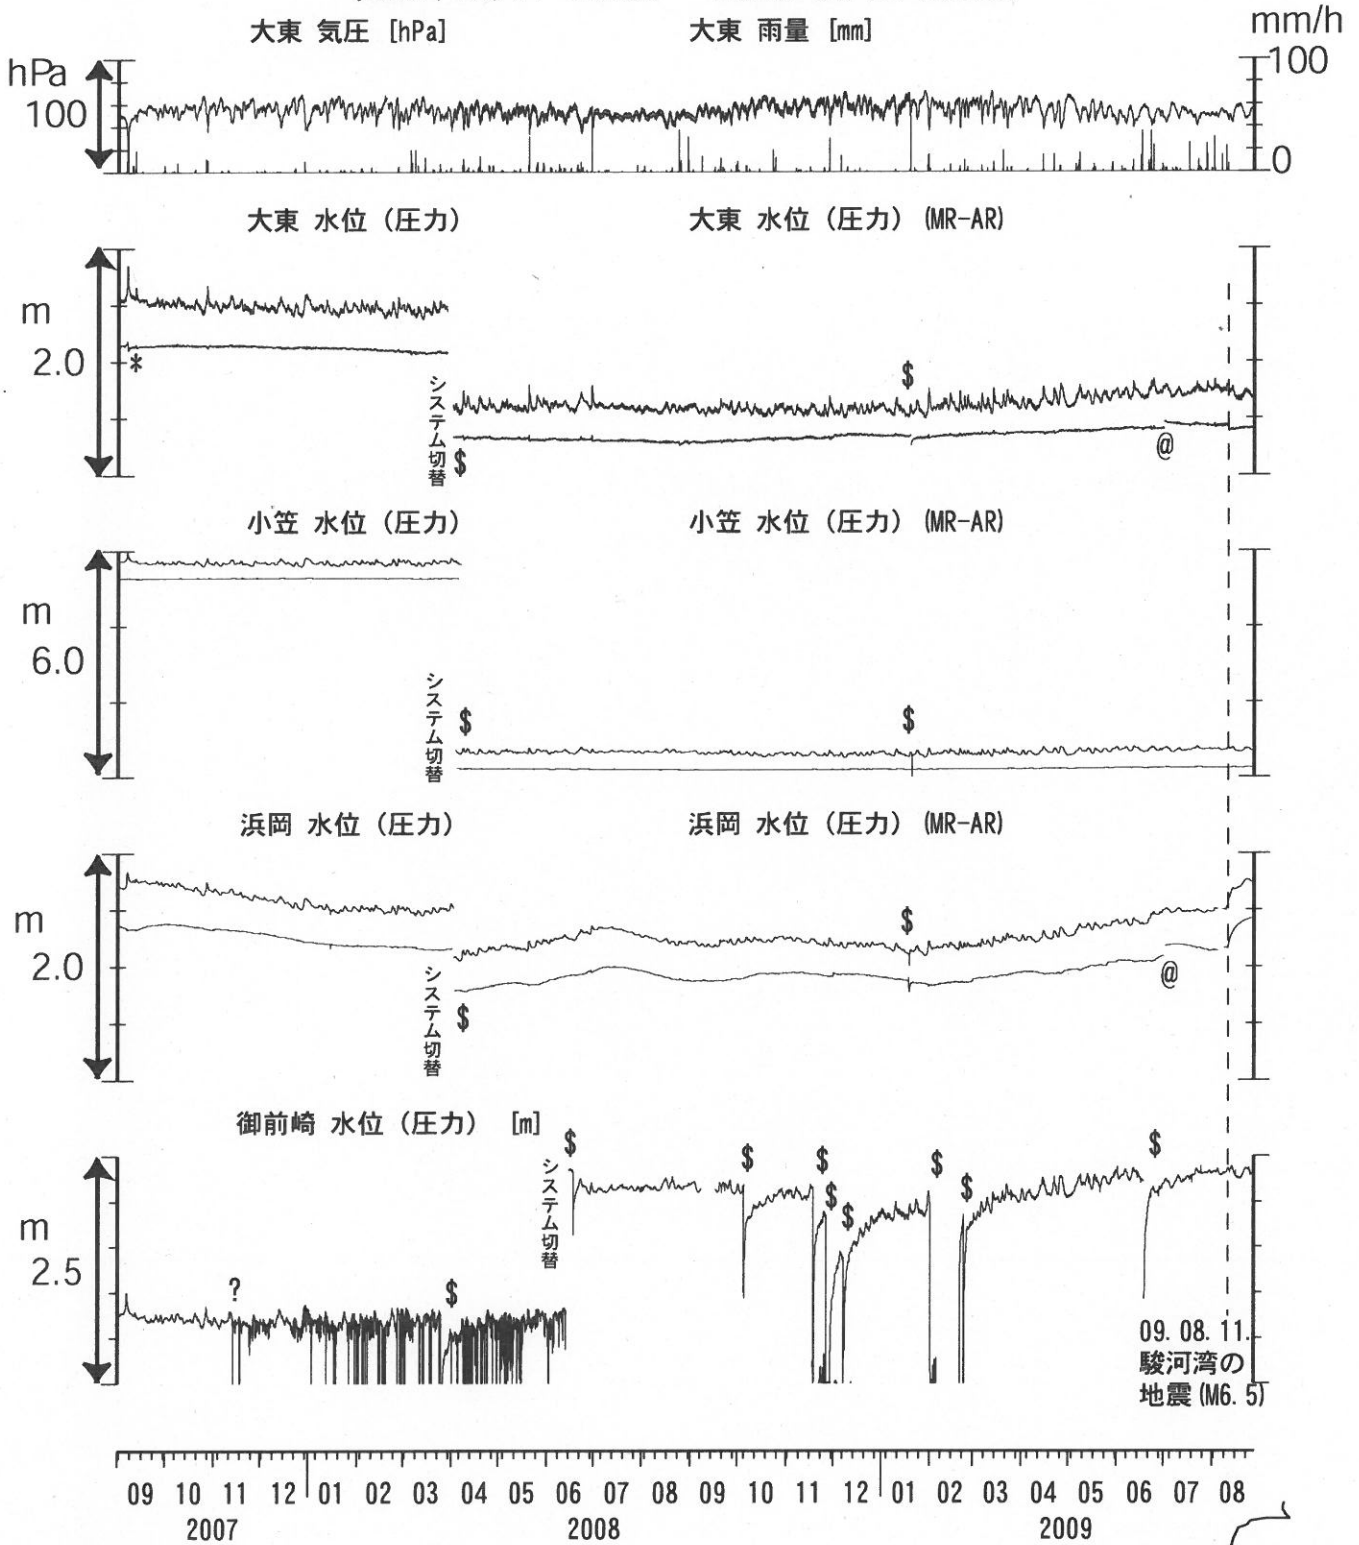 大東 気圧 [hPa] 大東 雨量 [mm] mm/h
hPa 100
100
0
大東 水位（圧力） 大東 水位（圧力）(MR-AR)
m
2.0
*
$
システム切替
$
@
小笠 水位（圧力） 小笠 水位（圧力）(MR-AR)
m
6.0
システム切替
$
$
浜岡 水位（圧力） 浜岡 水位（圧力）(MR-AR)
m
2.0
$
システム切替
$
@
御前崎 水位（圧力） [m]
$
システム切替
$ $ $ $ $ $ $
m
2.5
?
$
09. 08. 11.
駿河湾の
地震(M6. 5)
09 10 11 12 01 02 03 04 05 06 07 08 09 10 11 12 01 02 03 04 05 06 07 08
2007 2008 2009